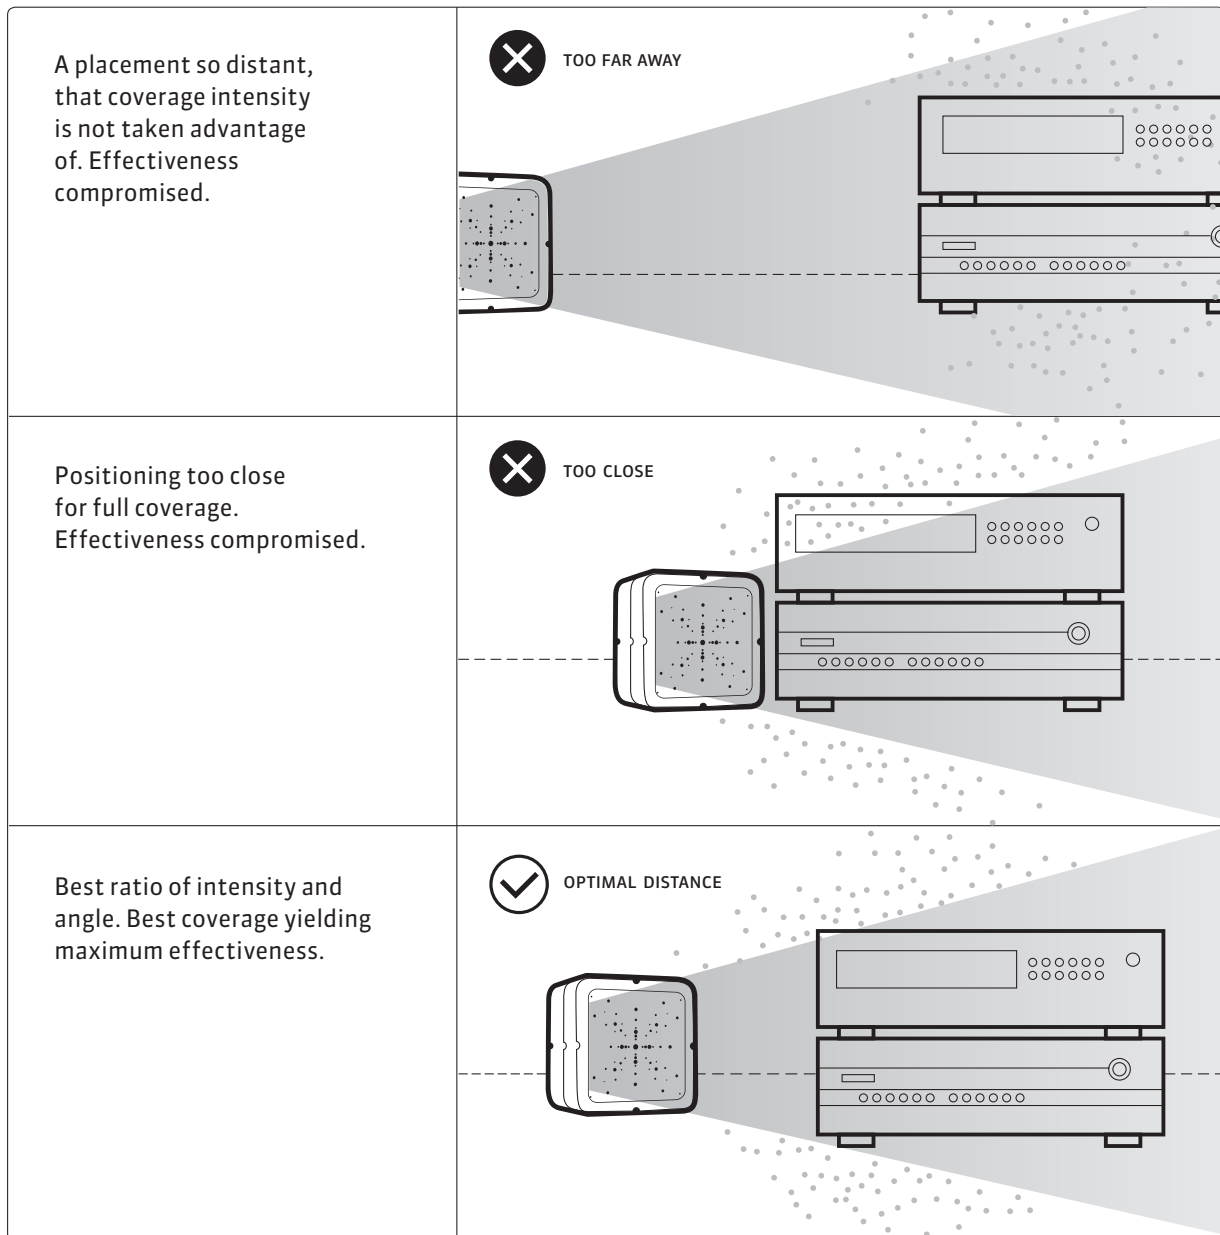 A placement so distant,
that coverage intensity
is not taken advantage
of. Effectiveness
compromised.
TOO FAR AWAY
Positioning too close
for full coverage.
Effectiveness compromised.
TOO CLOSE
Best ratio of intensity and
angle. Best coverage yielding
maximum effectiveness.
OPTIMAL DISTANCE